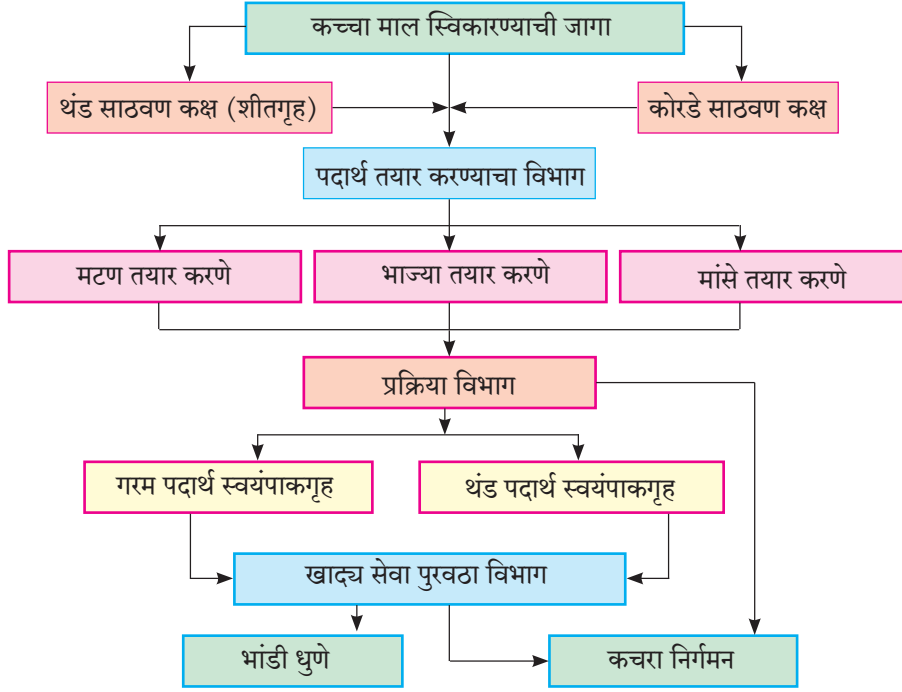 कच्चा माल स्विकारण्याची जागा
थंड साठवण कक्ष (शीतगृह)
कोरडे साठवण कक्ष
पदार्थ तयार करण्याचा विभाग
मटण तयार करणे
भाज्या तयार करणे
मांसे तयार करणे
प्रक्रिया विभाग
गरम पदार्थ स्वयंपाकगृह
थंड पदार्थ स्वयंपाकगृह
खाद्य सेवा पुरवठा विभाग
भांडी धुणे
कचरा निर्गमन